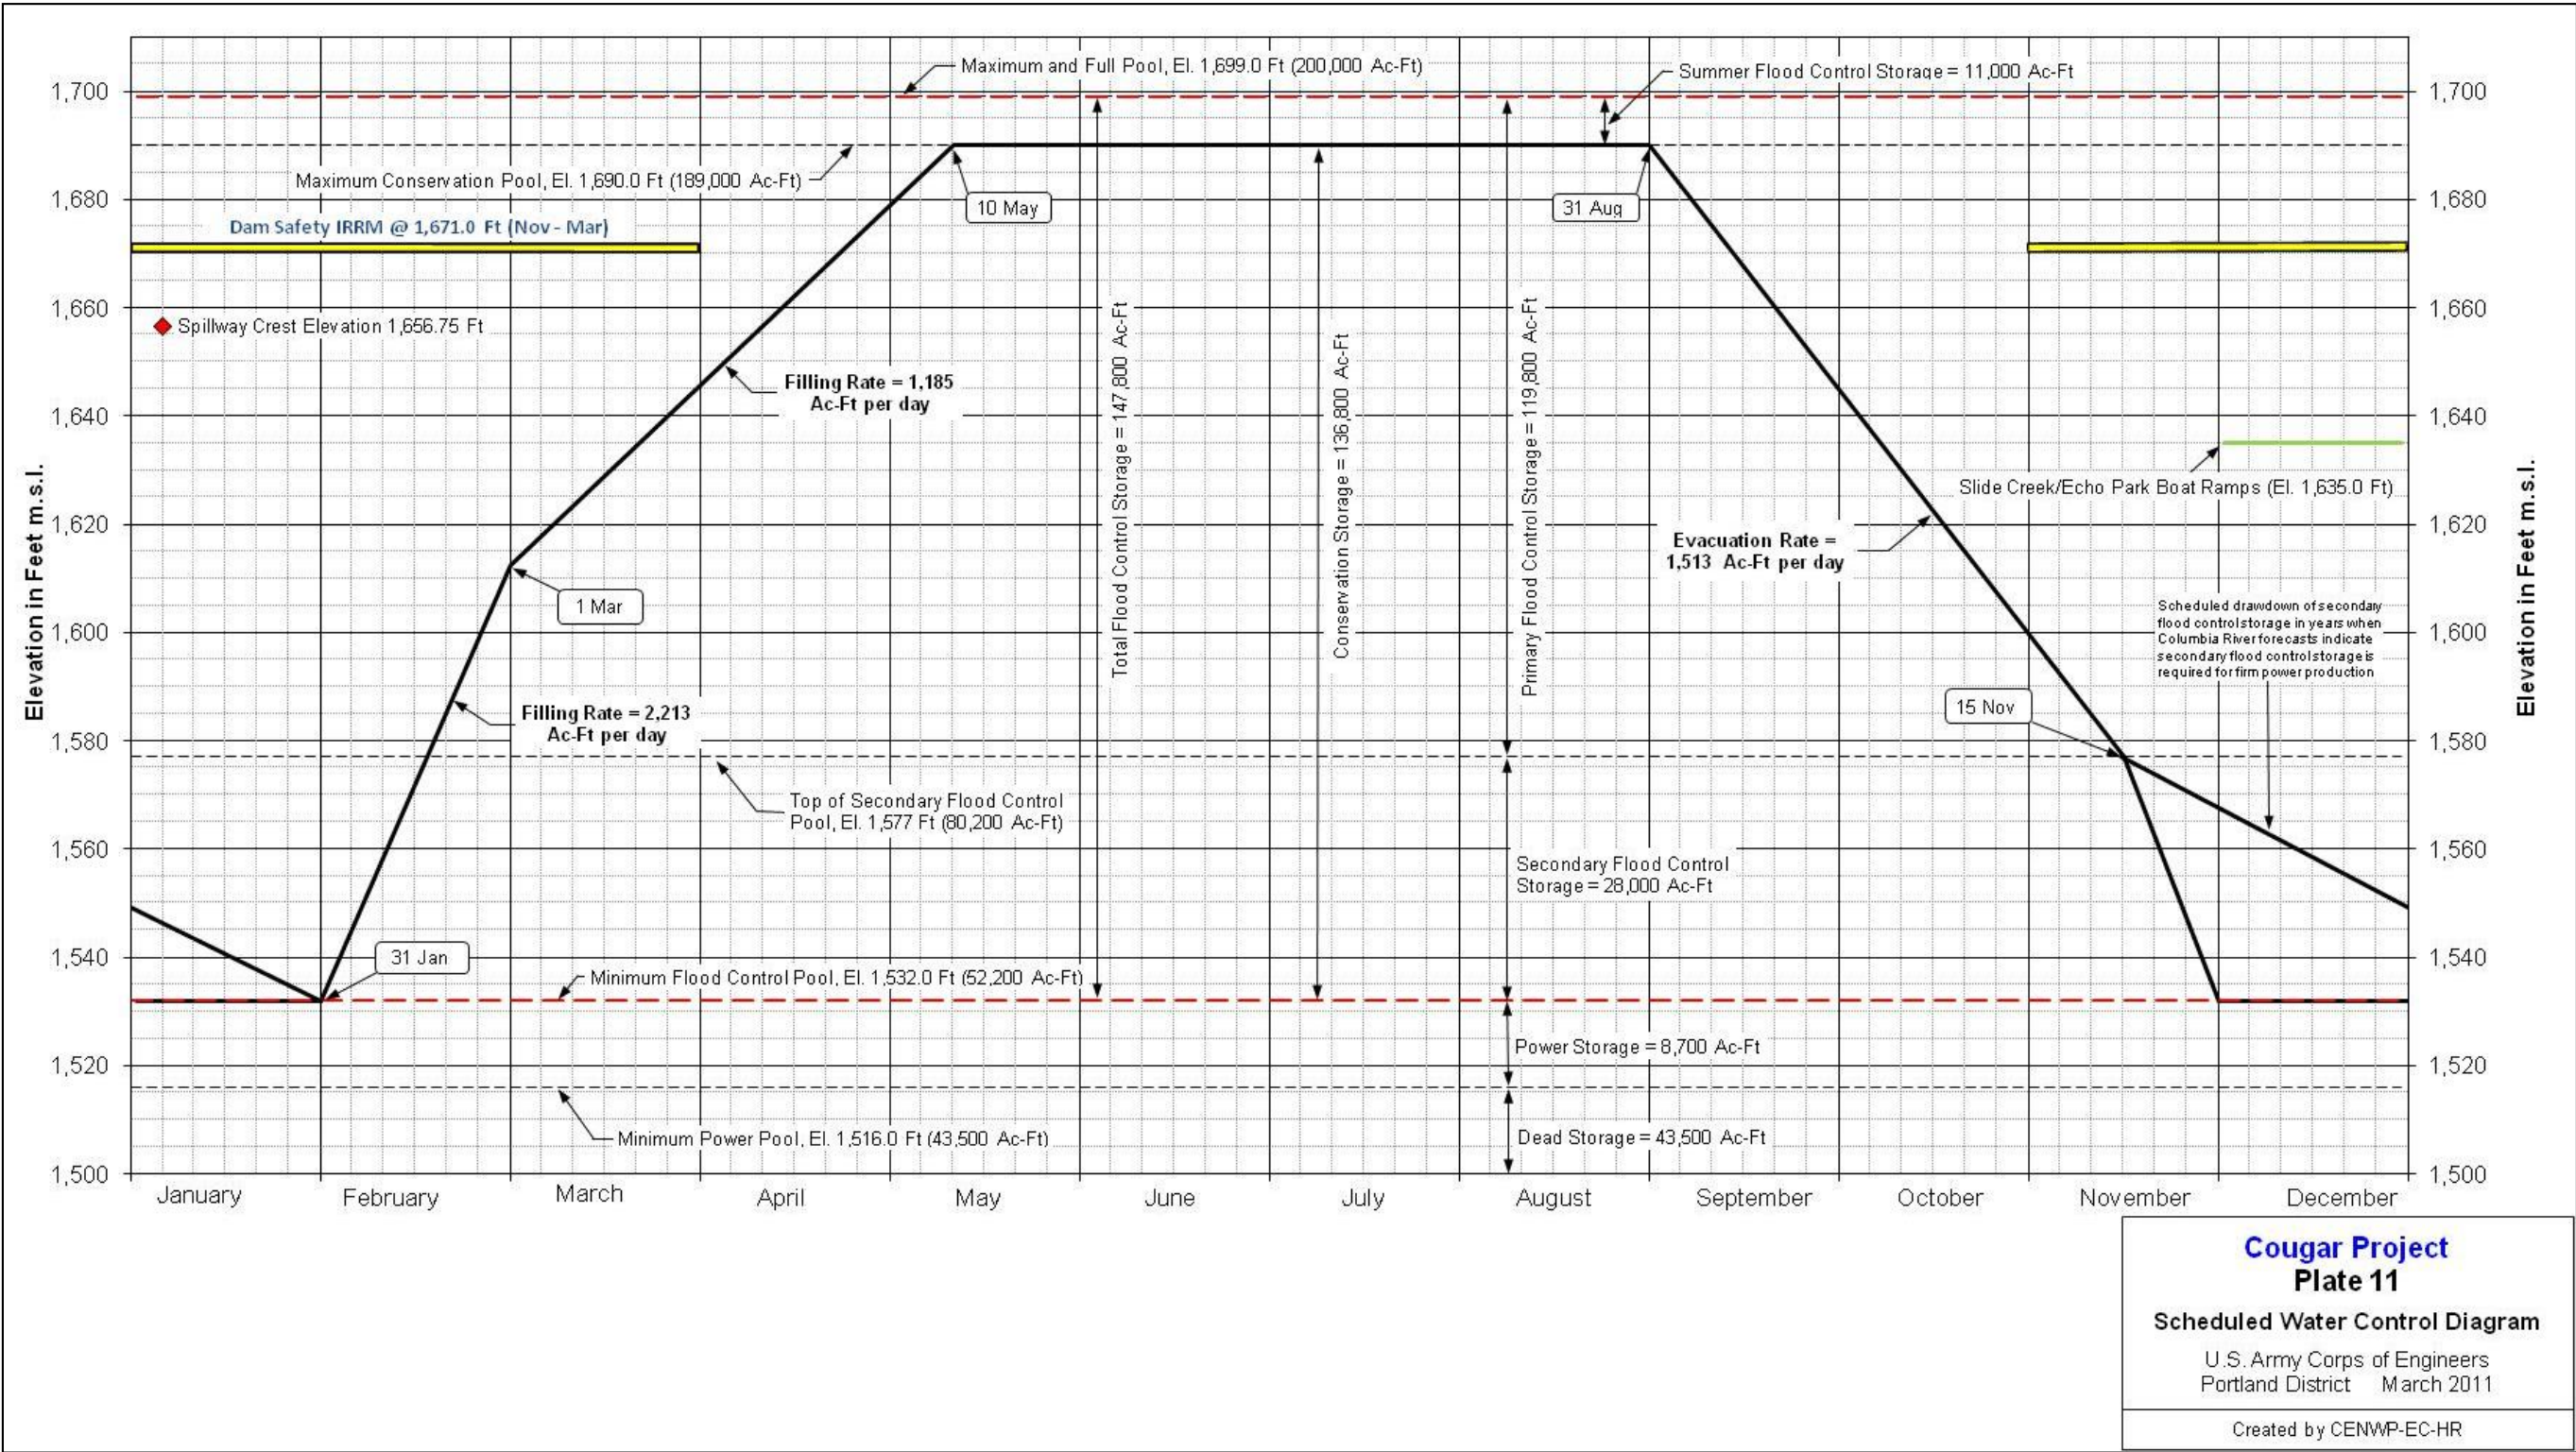 Maximum and Full Pool, El. 1,699.0 Ft (200,000 Ac-Ft)
Summer Flood Control Storage = 11,000 Ac-Ft
1,700
1,700
Maximum Conservation Pool, El. 1,690.0 Ft (189,000 Ac-Ft)
10 May
31 Aug
1,680
1,680
Dam Safety IRRM @ 1,671.0 Ft (Nov - Mar)
1,660
1,660
Spillway Crest Elevation 1,656.75 Ft
Filling Rate = 1,185
Ac-Ft per day
1,640
1,640
Slide Creek/Echo Park Boat Ramps (El. 1,635.0 Ft)
Elevation in Feet m.s.l.
Total Flood Control Storage = 147,800 Ac-Ft
Conservation Storage = 136,800 Ac-Ft
Primary Flood Control Storage = 119,800 Ac-Ft
Elevation in Feet m.s.l.
1,620
1,620
Evacuation Rate =
1,513 Ac-Ft per day
1 Mar
1,600
1,600
Scheduled drawdown of secondary
flood control storage in years when
Columbia River forecasts indicate
secondary flood control storage is
required for firm power production
15 Nov
Filling Rate = 2,213
Ac-Ft per day
1,580
1,580
Top of Secondary Flood Control
Pool, El. 1,577 Ft (80,200 Ac-Ft)
1,560
1,560
Secondary Flood Control
Storage = 28,000 Ac-Ft
31 Jan
1,540
1,540
Minimum Flood Control Pool, El. 1,532.0 Ft (52,200 Ac-Ft)
Power Storage = 8,700 Ac-Ft
1,520
1,520
Minimum Power Pool, El. 1,516.0 Ft (43,500 Ac-Ft)
Dead Storage = 43,500 Ac-Ft
1,500
1,500
January
February
March
April
May
June
July
August
September
October
November
December
Cougar Project
Plate 11
Scheduled Water Control Diagram
U.S. Army Corps of Engineers
Portland District March 2011
Created by CENWP-EC-HR